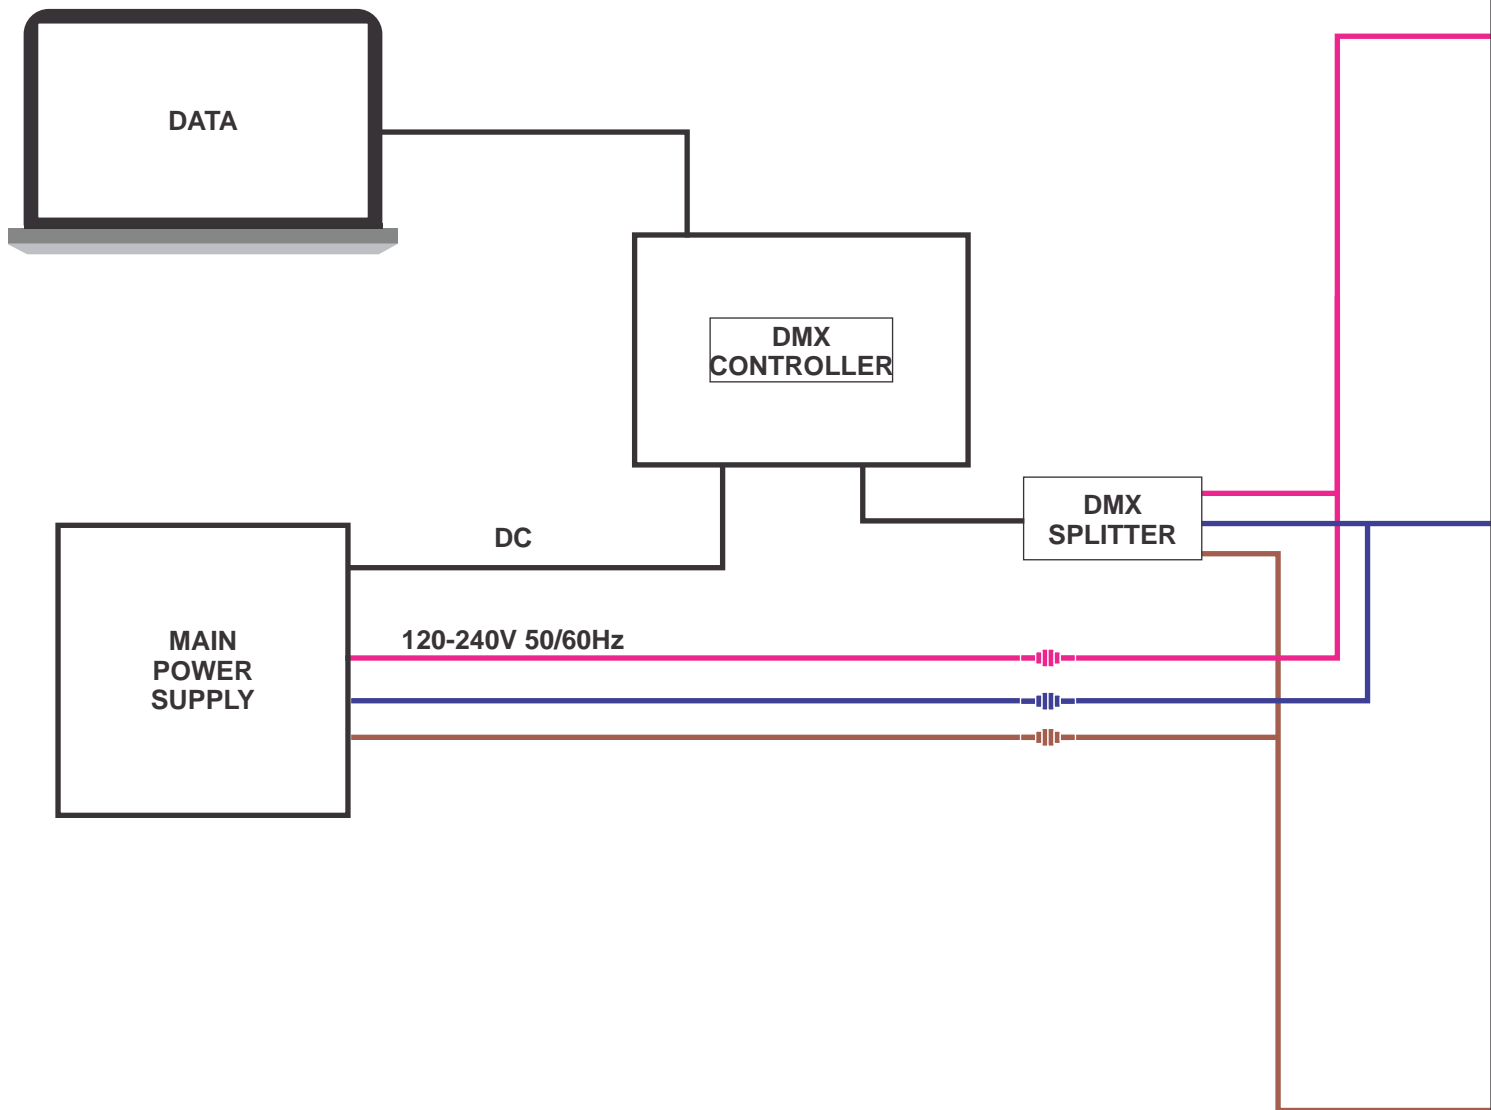 DATA
DMX
CONTROLLER
DMX
SPLITTER
DC
MAIN
POWER
SUPPLY
120-240V 50/60Hz